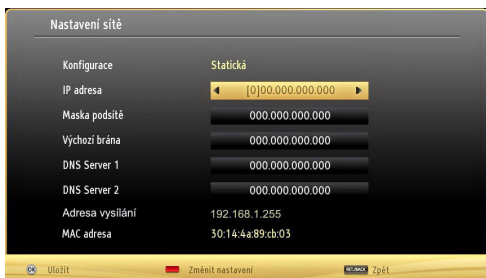 Nastavení sítě
Konfigurace Statická
IP adresa [0]00.000.000.000
Maska podsítě 000.000.000.000
Výchozí brána 000.000.000.000
DNS Server 1 000.000.000.000
DNS Server 2 000.000.000.000
Adresa vysílání 192.168.1.255
MAC adresa 30:14:4a:89:cb:03
OK Uložit Změnit nastavení RET./BACK Zpět